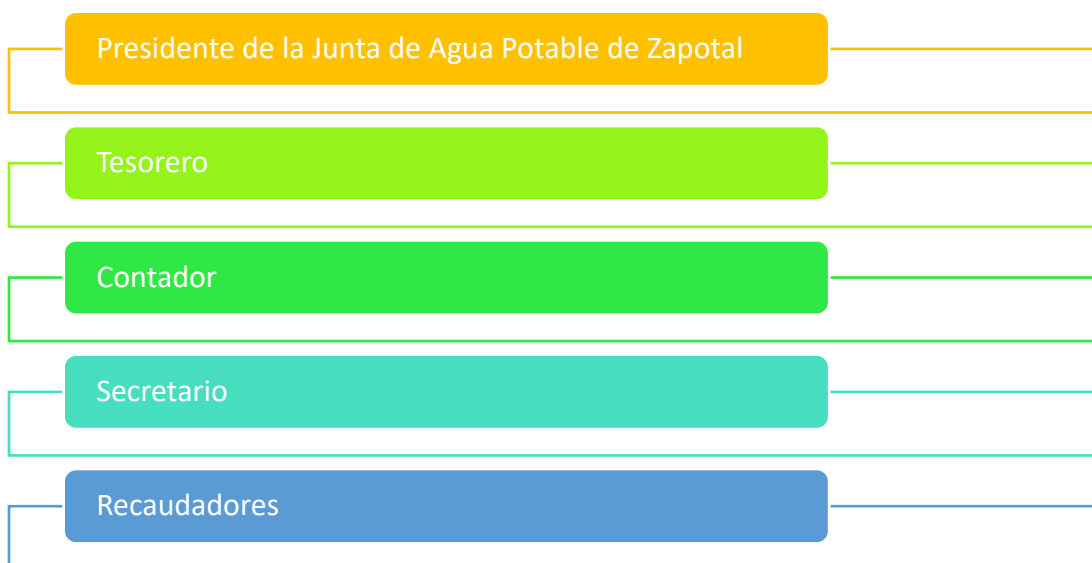 Presidente de la Junta de Agua Potable de Zapotal
Tesorero
Contador
Secretario
Recaudadores